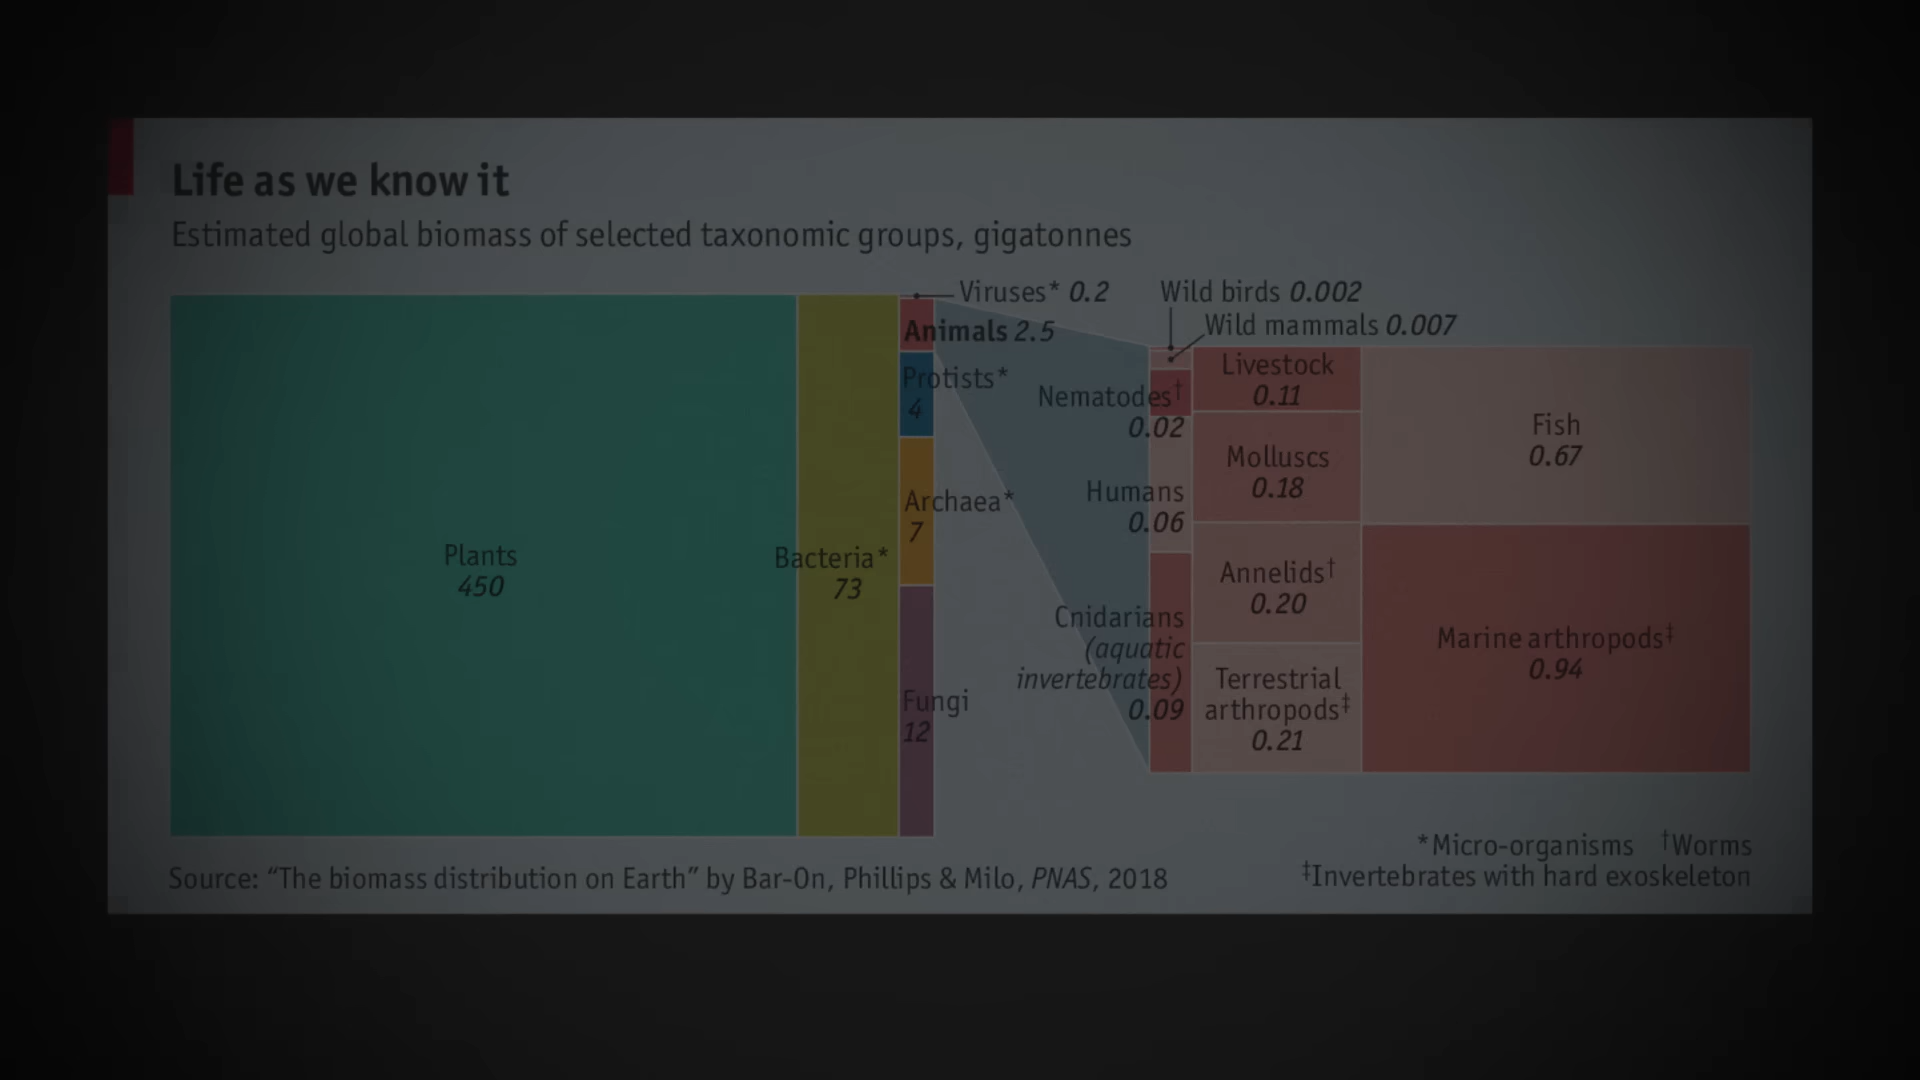 Life as we know it
Estimated global biomass of selected taxonomic groups, gigatonnes
Viruses* 0.2
Wild birds 0.002
Wild mammals 0.007
Animals 2.5
Protists*
4
Archaea*
7
Fungi
12
Plants
450
Bacteria*
73
Nematodes†
0.02
Humans
0.06
Cnidarians
(aquatic
invertebrates)
0.09
Livestock
0.11
Molluscs
0.18
Annelids†
0.20
Terrestrial
arthropods‡
0.21
Fish
0.67
Marine arthropods‡
0.94
*Micro-organisms †Worms
‡Invertebrates with hard exoskeleton
Source: “The biomass distribution on Earth” by Bar-On, Phillips & Milo, PNAS, 2018